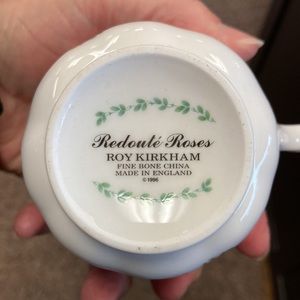 Redouté Roses
ROY KIRKHAM
FINE BONE CHINA
MADE IN ENGLAND
©1996